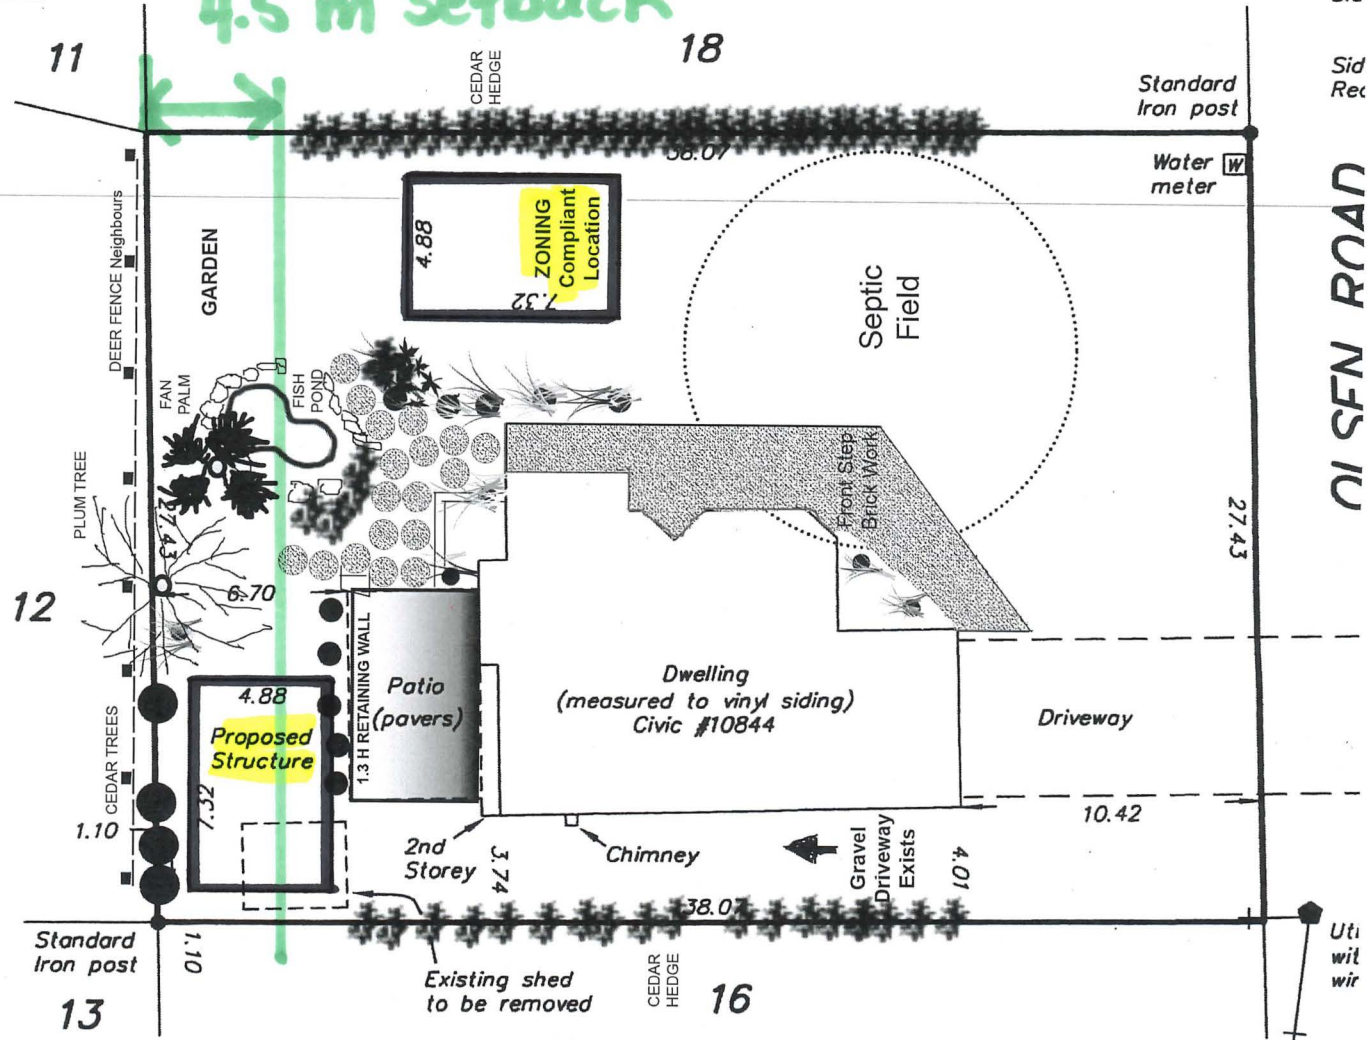 4.5 m setback
11
18
CEDAR
HEDGE
Standard
Iron post
Sid
Water
meter
W
38.07
DEER FENCE Neighbours
GARDEN
4.88
ZONING
Compliant
Location
7.32
Septic
Field
OLSEN ROAD
FAN
PALM
FISH
POND
PLUM TREE
27.43
Front Step
Brick Work
27.43
12
6.70
1.3 H RETAINING WALL
Patio
(pavers)
Dwelling
(measured to vinyl siding)
Civic #10844
Driveway
4.88
Proposed
Structure
7.32
CEDAR TREES
1.10
2nd
Storey
3.74
Chimney
Gravel
Driveway
Exists
4.01
10.42
38.07
Standard
Iron post
1.10
Existing shed
to be removed
CEDAR
HEDGE
16
13
wit
wir